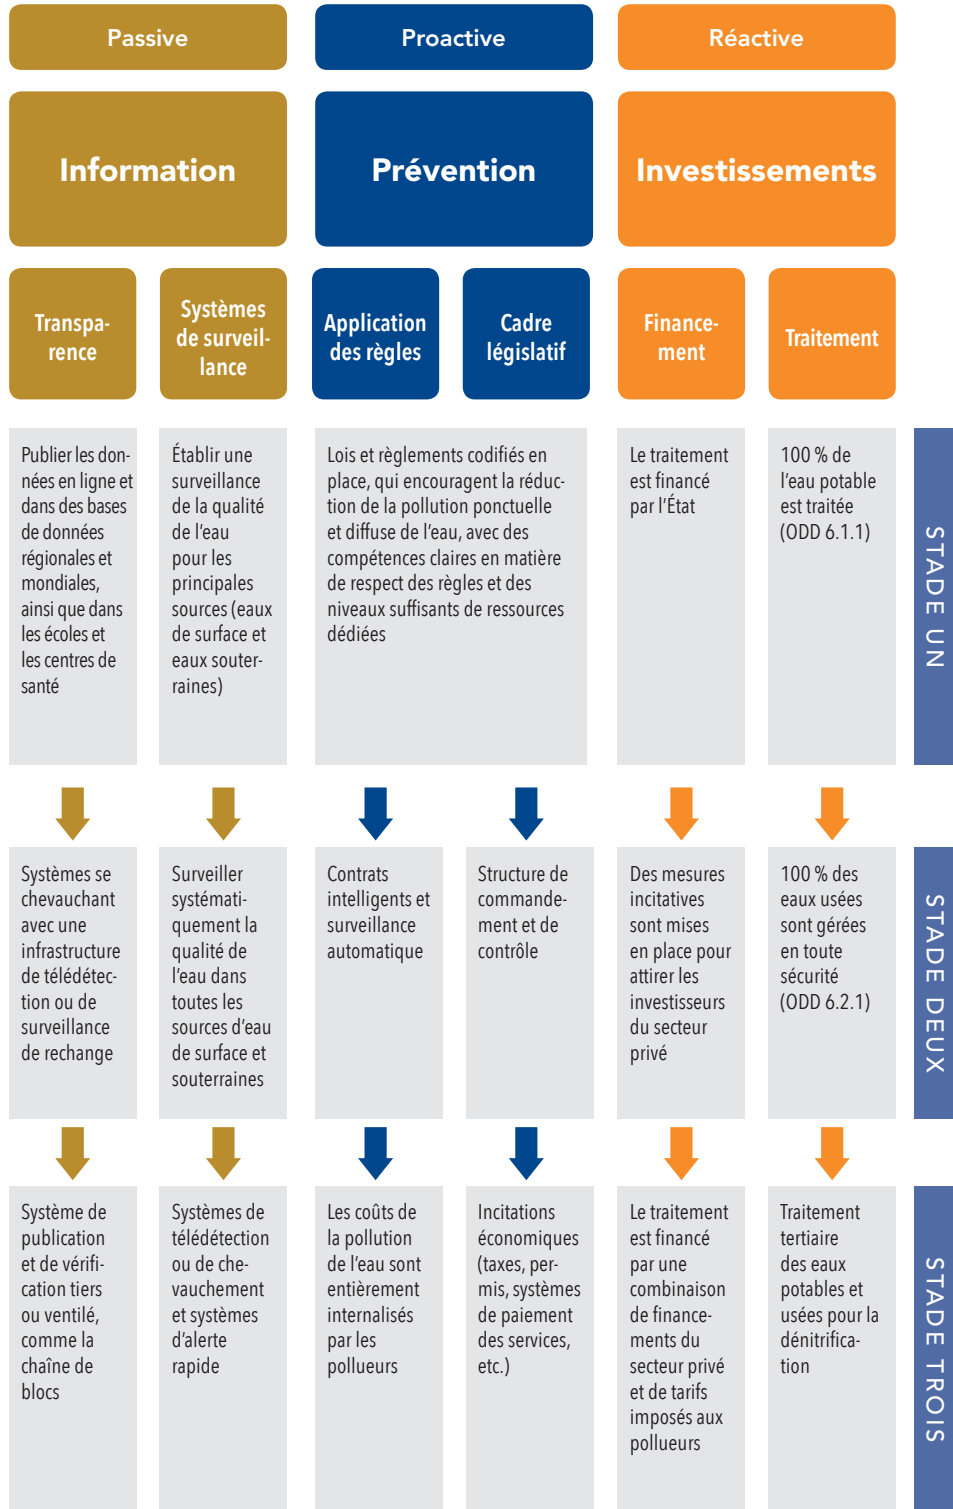 Passive
Proactive
Réactive
Information
Prévention
Investissements
Transpa-
rence
Systèmes
de surveil-
lance
Application
des règles
Cadre
législatif
Finance-
ment
Traitement
Publier les don-
nées en ligne et
dans des bases
de données
régionales et
mondiales,
ainsi que dans
les écoles et
les centres de
santé
Établir une
surveillance
de la qualité
de l'eau
pour les
principales
sources (eaux
de surface et
eaux souter-
raines)
Lois et règlements codifiés en
place, qui encouragent la réduc-
tion de la pollution ponctuelle
et diffuse de l'eau, avec des
compétences claires en matière
de respect des règles et des
niveaux suffisants de ressources
dédiées
Le traitement
est financé
par l'État
100 % de
l'eau potable
est traitée
(ODD 6.1.1)
STADE UN
Systèmes se
chevauchant
avec une
infrastructure
de télédétec-
tion ou de
surveillance
de rechange
Surveiller
systémati-
quement la
qualité de
l'eau dans
toutes les
sources d'eau
de surface et
souterraines
Contrats
intelligents et
surveillance
automatique
Structure de
commande-
ment et de
contrôle
Des mesures
incitatives
sont mises
en place pour
attirer les
investisseurs
du secteur
privé
100 % des
eaux usées
sont gérées
en toute
sécurité
(ODD 6.2.1)
STADE DEUX
Système de
publication
et de vérifi-
cation tiers
ou ventilé,
comme la
chaîne de
blocs
Systèmes de
télédétection
ou de che-
vauchement
et systèmes
d'alerte
rapide
Les coûts de
la pollution
de l'eau sont
entièrement
internalisés
par les
pollueurs
Incitations
économiques
(taxes, per-
mis, systèmes
de paiement
des services,
etc.)
Le traitement
est financé
par une
combinaison
de finance-
ments du
secteur privé
et de tarifs
imposés aux
pollueurs
Traitement
tertiaire
des eaux
potables et
usées pour la
dénitrifica-
tion
STADE TROIS